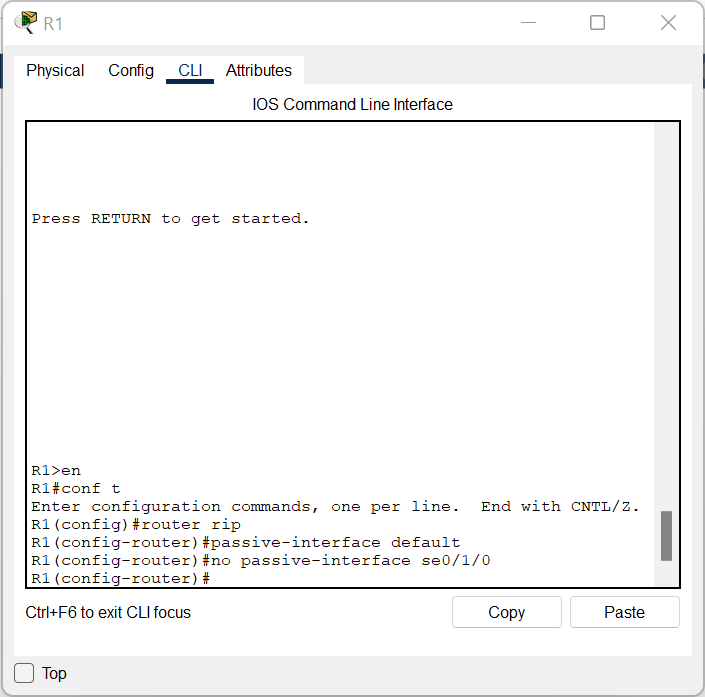 R1
Physical Config CLI Attributes
IOS Command Line Interface
Press RETURN to get started.
R1>en
R1#conf t
Enter configuration commands, one per line.  End with CNTL/Z.
R1(config)#router rip
R1(config-router)#passive-interface default
R1(config-router)#no passive-interface se0/1/0
R1(config-router)#
Ctrl+F6 to exit CLI focus Copy Paste
Top